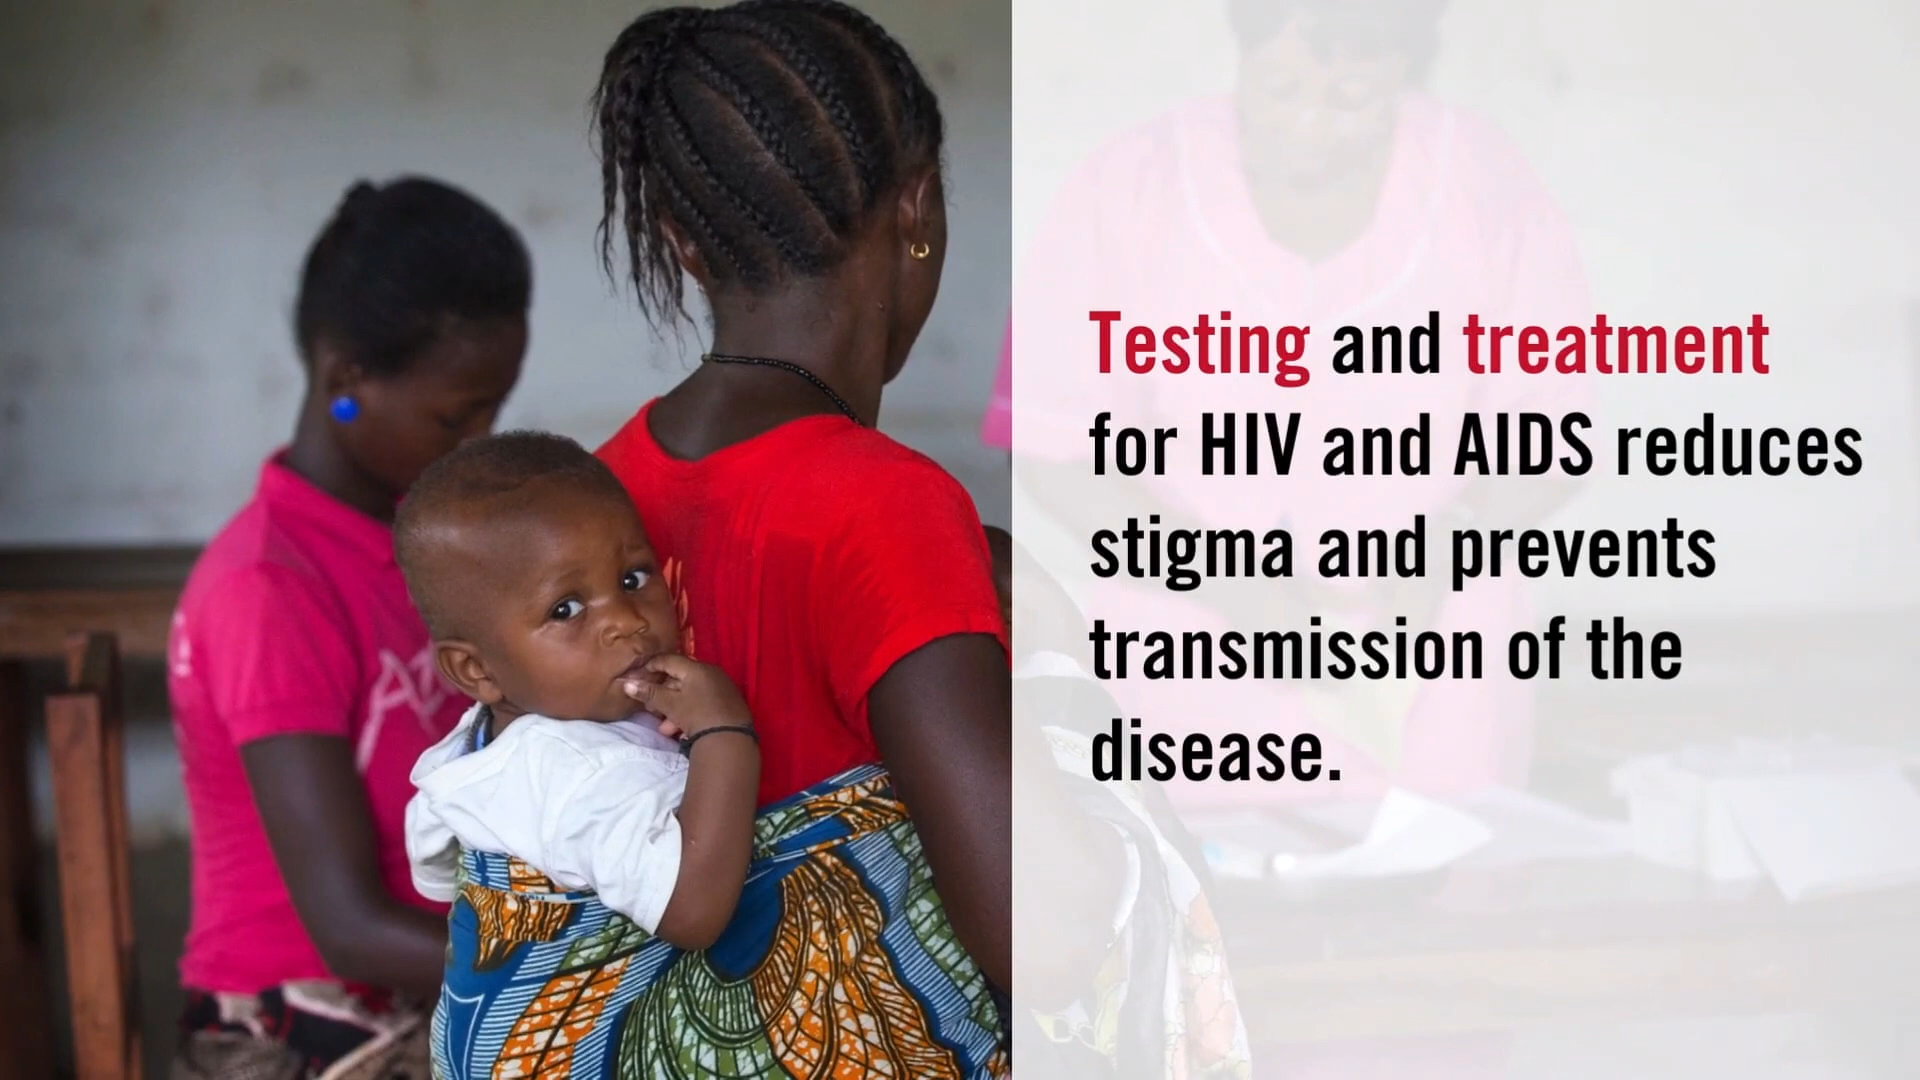 Testing and treatment
for HIV and AIDS reduces
stigma and prevents
transmission of the
disease.